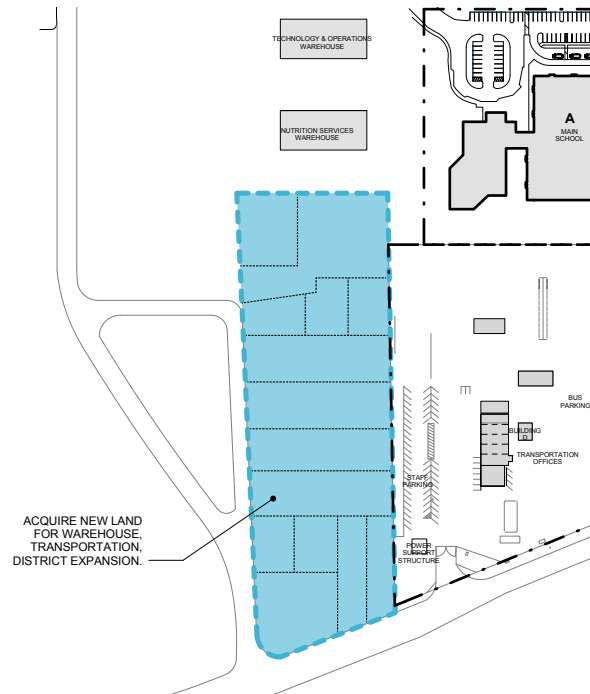 TECHNOLOGY & OPERATIONS
WAREHOUSE
NUTRITION SERVICES
WAREHOUSE
A
MAIN
SCHOOL
BUS
PARKING
BUILDING
D
TRANSPORTATION
OFFICES
STAFF
PARKING
POWER
SUPPORT
STRUCTURE
ACQUIRE NEW LAND
FOR WAREHOUSE,
TRANSPORTATION,
DISTRICT EXPANSION.